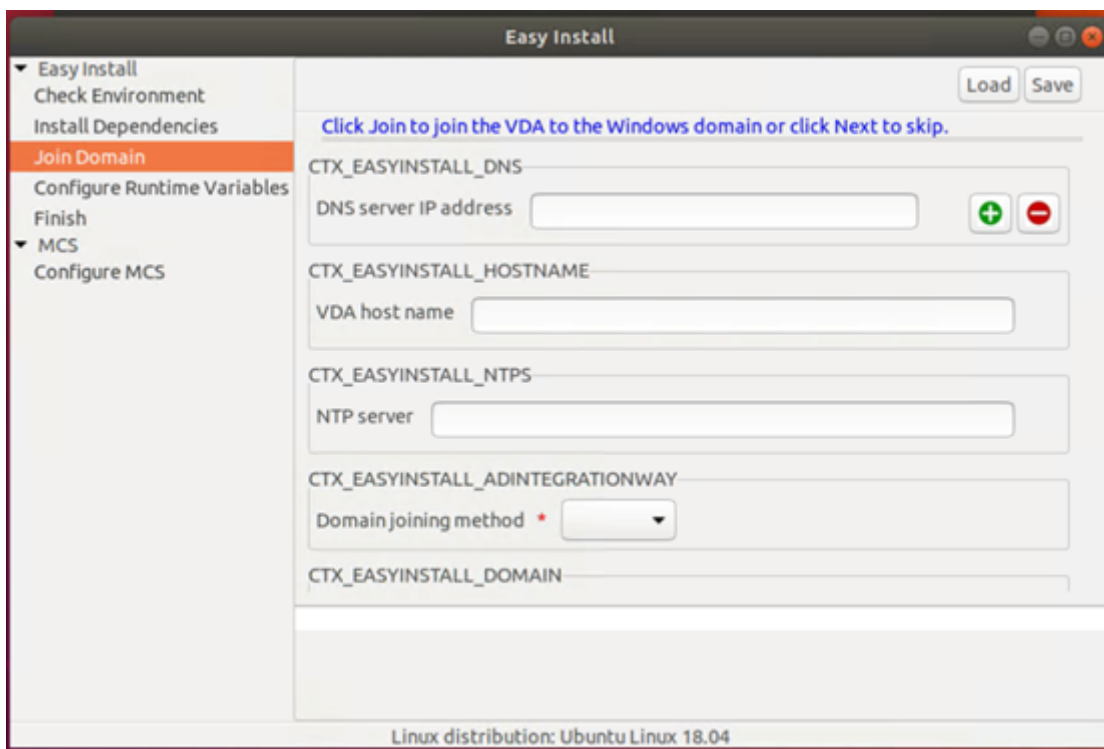 Easy Install
Easy Install
Check Environment
Install Dependencies
Join Domain
Configure Runtime Variables
Finish
MCS
Configure MCS
Load Save
Click Join to join the VDA to the Windows domain or click Next to skip.
CTX_EASYINSTALL_DNS
DNS server IP address
CTX_EASYINSTALL_HOSTNAME
VDA host name
CTX_EASYINSTALL_NTPS
NTP server
CTX_EASYINSTALL_ADINTEGRATIONWAY
Domain joining method *
CTX_EASYINSTALL_DOMAIN
Linux distribution: Ubuntu Linux 18.04